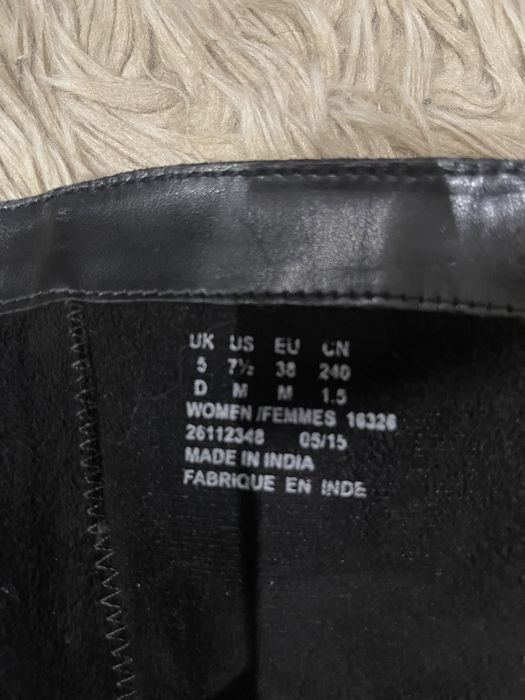 UK US EU CN
5 7½ 38 240
D M M 1.5
WOMEN/FEMMES 16326
26112348 05/15
MADE IN INDIA
FABRIQUE EN INDE